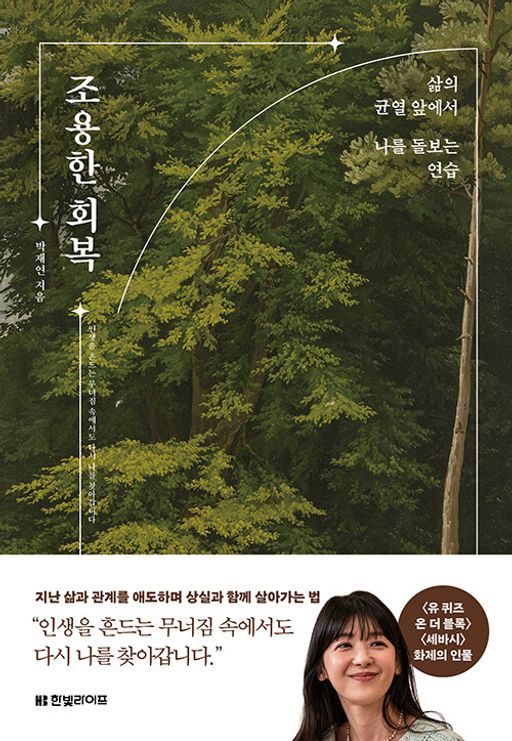 조용한 회복
박재연 지음
삶의
균열 앞에서
나를 돌보는
연습
인생을 흔드는 무너짐 속에서도 다시 나를 찾아갑니다
지난 삶과 관계를 애도하며 상실과 함께 살아가는 법
“인생을 흔드는 무너짐 속에서도
다시 나를 찾아갑니다.”
〈유 퀴즈
온 더 블록〉
〈세바시〉
화제의 인물
HB 한빛라이프